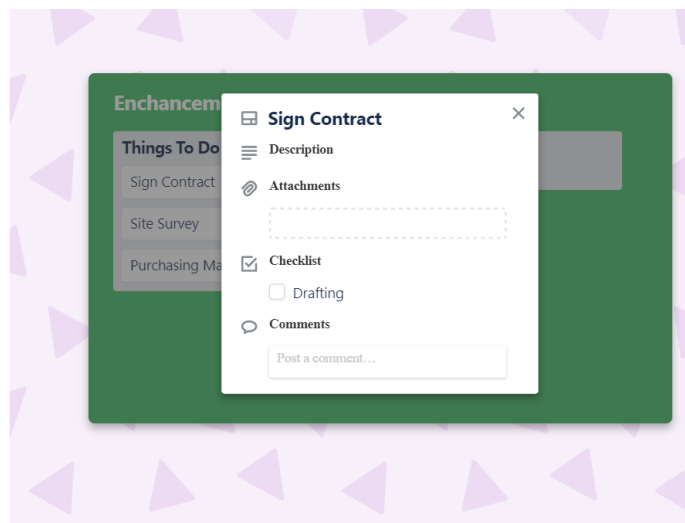 Enchancem
Things To Do
Sign Contract
Site Survey
Purchasing Ma
Sign Contract
Description
Attachments
Checklist
Drafting
Comments
Post a comment...